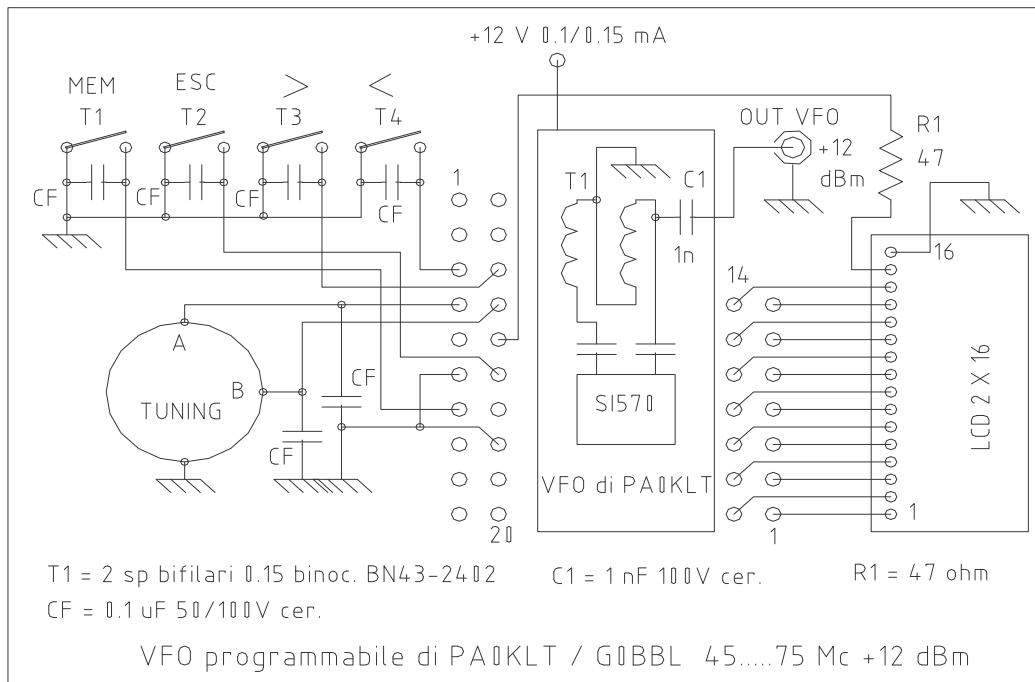 +12 V 0.1/0.15 mA
MEM ESC > <
T1 T2 T3 T4
OUT VFO
+12
dBm
R1
47
CF CF CF CF
1
T1
C1
1n
14
16
A
B
TUNING
CF
CF
SI570
VFO di PA0KLT
LCD 2 X 16
20
1
1
T1 = 2 sp bifilari 0.15 binoc. BN43-2402
C1 = 1 nF 100V cer.
R1 = 47 ohm
CF = 0.1 uF 50/100V cer.
VFO programmabile di PA0KLT / G0BBL 45.....75 Mc +12 dBm